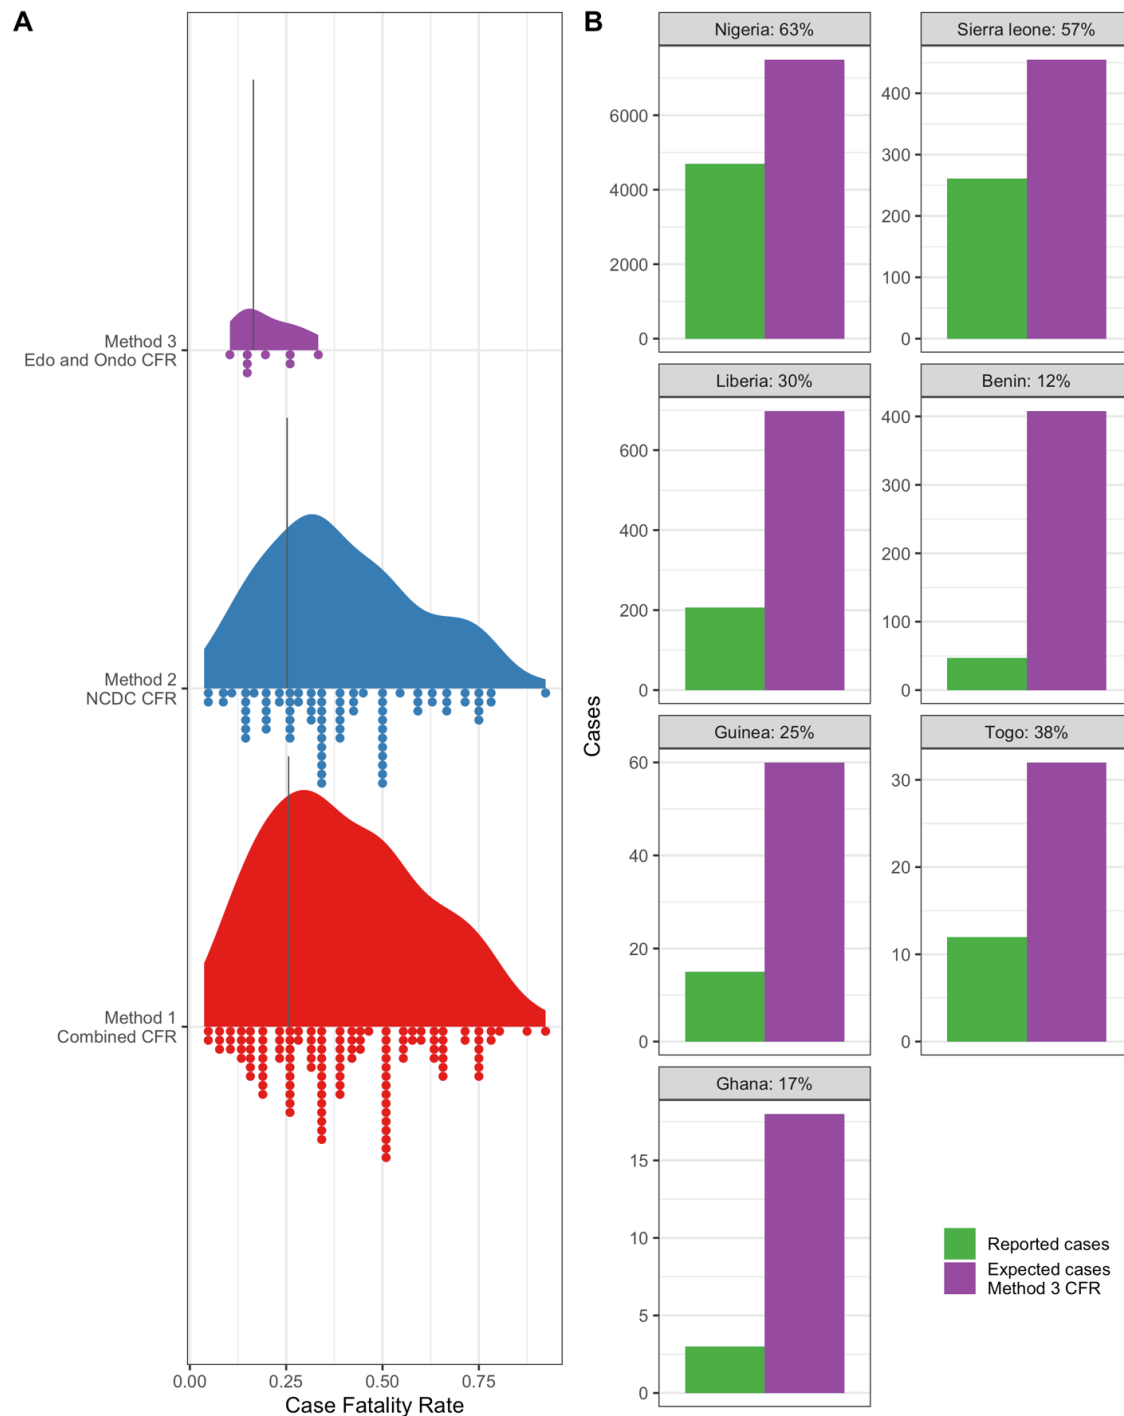 A
Method 3
Edo and Ondo CFR
Method 2
NCDC CFR
Method 1
Combined CFR
0.00
0.25
0.50
0.75
Case Fatality Rate
B
Cases
Nigeria: 63%
6000
4000
2000
0
Sierra leone: 57%
400
300
200
100
0
Liberia: 30%
600
400
200
0
Benin: 12%
400
300
200
100
0
Guinea: 25%
60
40
20
0
Togo: 38%
30
20
10
0
Ghana: 17%
15
10
5
0
Reported cases
Expected cases
Method 3 CFR